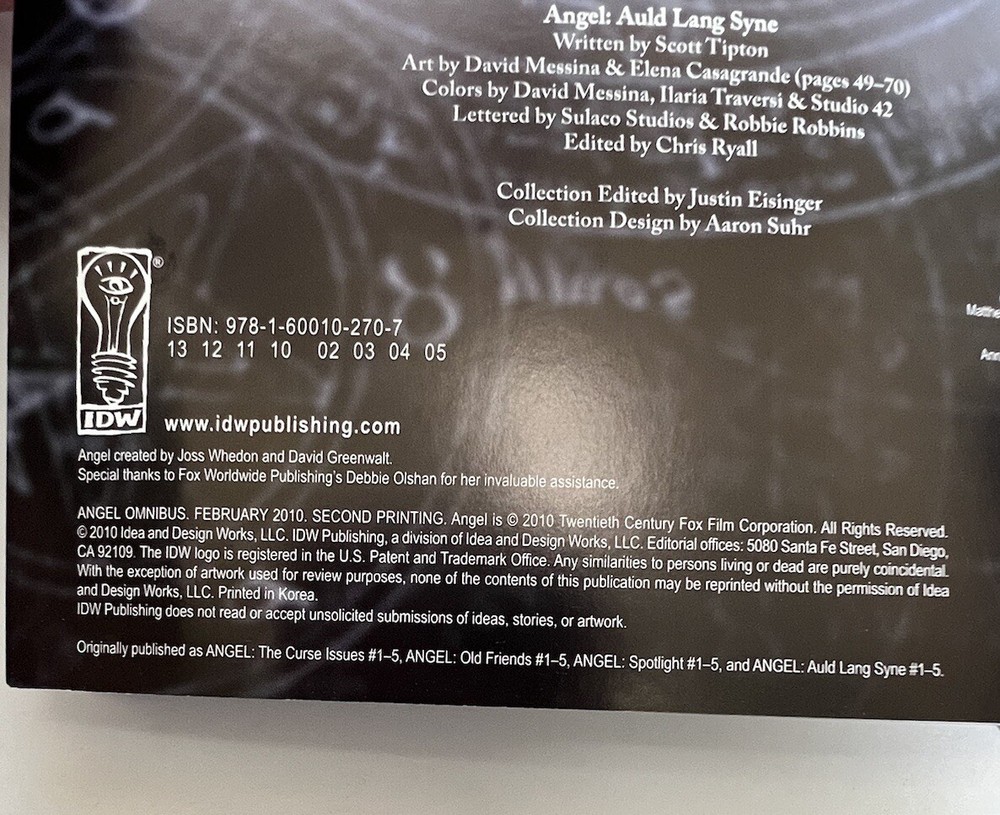 Angel: Auld Lang Syne
Written by Scott Tipton
Art by David Messina & Elena Casagrande (pages 49–70)
Colors by David Messina, Ilaria Traversi & Studio 42
Lettered by Sulaco Studios & Robbie Robbins
Edited by Chris Ryall
Collection Edited by Justin Eisinger
Collection Design by Aaron Suhr
®
ISBN: 978-1-60010-270-7
13 12 11 10 02 03 04 05
IDW
www.idwpublishing.com
Angel created by Joss Whedon and David Greenwalt.
Special thanks to Fox Worldwide Publishing's Debbie Olshan for her invaluable assistance.
ANGEL OMNIBUS. FEBRUARY 2010. SECOND PRINTING. Angel is © 2010 Twentieth Century Fox Film Corporation. All Rights Reserved.
© 2010 Idea and Design Works, LLC. IDW Publishing, a division of Idea and Design Works, LLC. Editorial offices: 5080 Santa Fe Street, San Diego,
CA 92109. The IDW logo is registered in the U.S. Patent and Trademark Office. Any similarities to persons living or dead are purely coincidental.
With the exception of artwork used for review purposes, none of the contents of this publication may be reprinted without the permission of Idea
and Design Works, LLC. Printed in Korea.
IDW Publishing does not read or accept unsolicited submissions of ideas, stories, or artwork.
Originally published as ANGEL: The Curse Issues #1–5, ANGEL: Old Friends #1–5, ANGEL: Spotlight #1–5, and ANGEL: Auld Lang Syne #1–5.